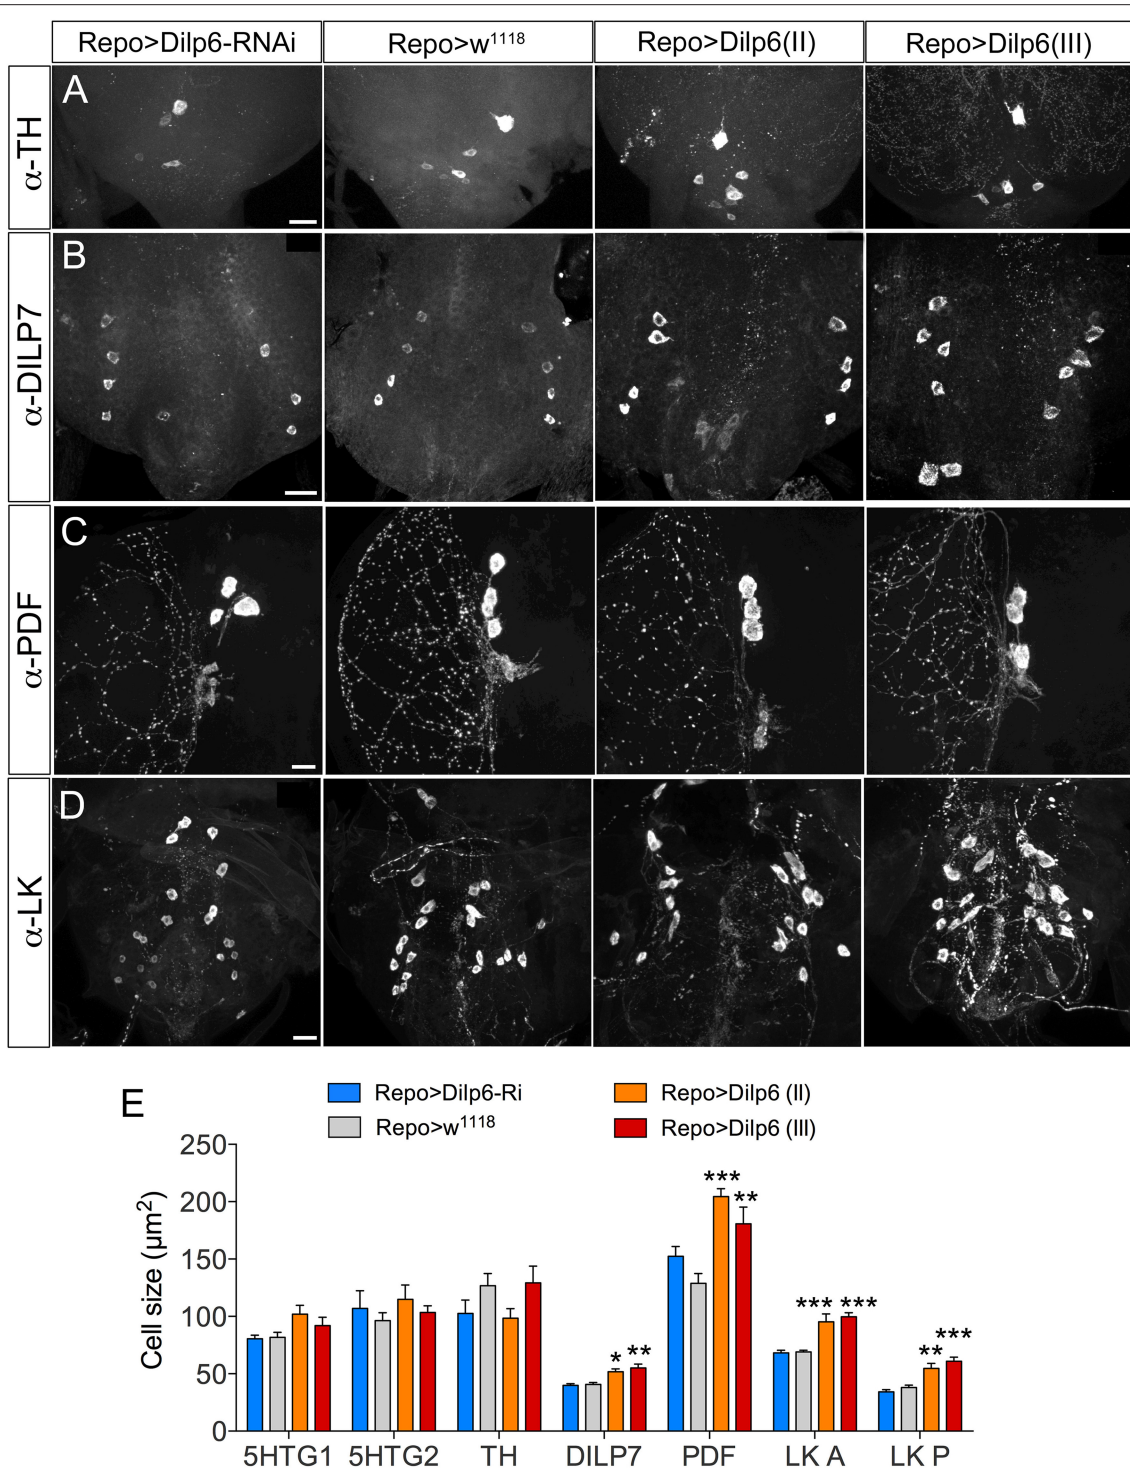 Repo>Dilp6-RNAi Repo>w1118 Repo>Dilp6(II) Repo>Dilp6(III)
A
α-TH
B
α-DILP7
C
α-PDF
D
α-LK
E
Repo>Dilp6-Ri Repo>Dilp6 (II)
Repo>w1118 Repo>Dilp6 (III)
Cell size (µm2)
250
200
150
100
50
0
*** **
* **
*** ***
** ***
5HTG1 5HTG2 TH DILP7 PDF LK A LK P